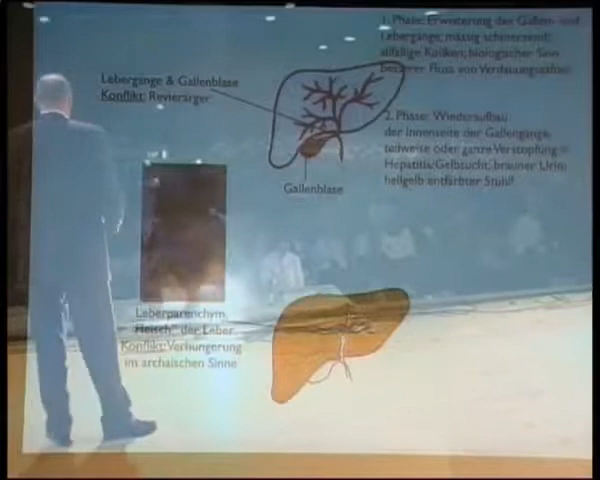 1. Phase: Erweiterung der Gallen- und
Lebergänge, mässig schmerzend;
allfällige Koliken; biologischer Sinn
besserer Fluss von Verdauungssäften
Lebergänge & Gallenblase
Konflikt: Revierärger
2. Phase: Wiederaufbau
der Innenseite der Gallengänge,
teilweise oder ganze Verstopfung =
Hepatitis/Gelbsucht; brauner Urin,
hellgelb entfärbter Stuhl
Gallenblase
Leberparenchym,
„Fleisch" der Leber
Konflikt: Verhungerung
im archaischen Sinne